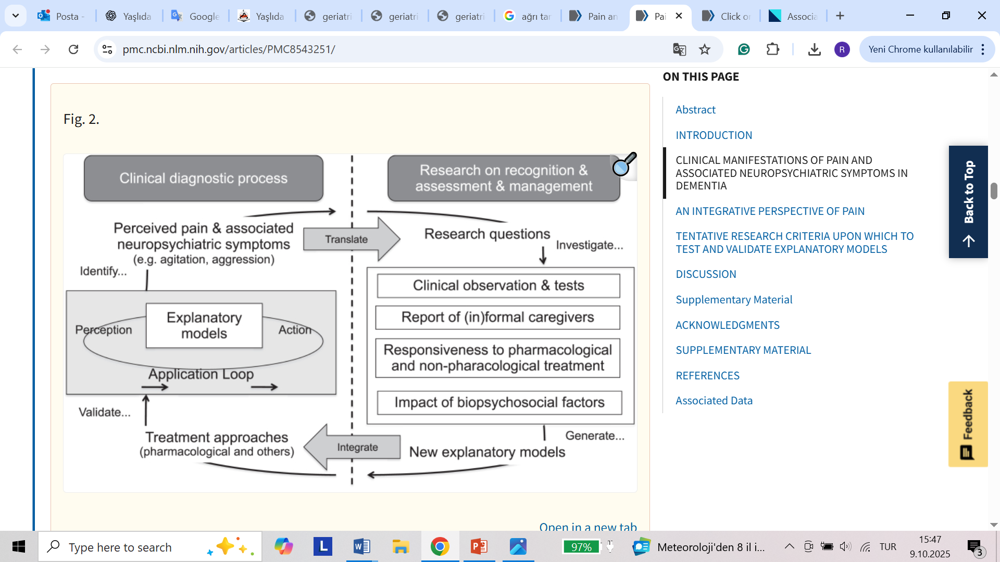 Posta -
Yaşlıda
Google
Yaşlıda
geriatri
geriatri
geriatri
ağrı tar
Pain an
Pai
Click or
Associa
pmc.ncbi.nlm.nih.gov/articles/PMC8543251/
R
Yeni Chrome kullanılabilir
Fig. 2.
Clinical diagnostic process
Research on recognition &
assessment & management
Perceived pain & associated
neuropsychiatric symptoms
(e.g. agitation, aggression)
Translate
Research questions
Investigate...
Identify...
Clinical observation & tests
Report of (in)formal caregivers
Responsiveness to pharmacological
and non-pharacological treatment
Impact of biopsychosocial factors
Explanatory
models
Perception
Action
Application Loop
Validate...
Treatment approaches
(pharmacological and others)
Integrate
Generate...
New explanatory models
Open in a new tab
ON THIS PAGE
Abstract
INTRODUCTION
CLINICAL MANIFESTATIONS OF PAIN AND
ASSOCIATED NEUROPSYCHIATRIC SYMPTOMS IN
DEMENTIA
AN INTEGRATIVE PERSPECTIVE OF PAIN
TENTATIVE RESEARCH CRITERIA UPON WHICH TO
TEST AND VALIDATE EXPLANATORY MODELS
DISCUSSION
Supplementary Material
ACKNOWLEDGMENTS
SUPPLEMENTARY MATERIAL
REFERENCES
Associated Data
Back to Top
Feedback
Type here to search
L
97%
Meteoroloji'den 8 il i...
TUR
15:47
9.10.2025
3